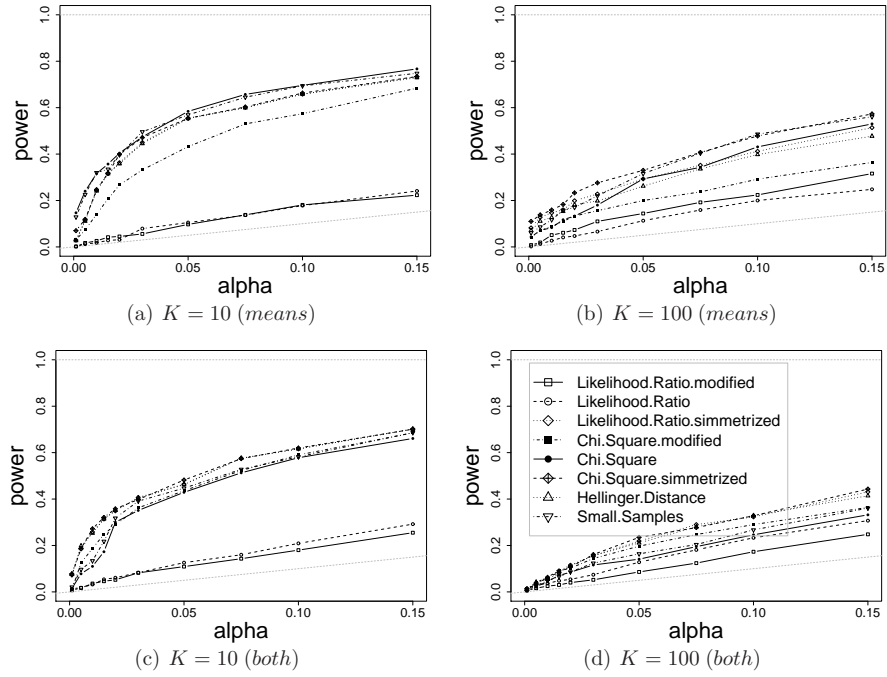 power
0.0 0.2 0.4 0.6 0.8 1.0
0.00 0.05 0.10 0.15
alpha
(a) K = 10 (means)
power
0.0 0.2 0.4 0.6 0.8 1.0
0.00 0.05 0.10 0.15
alpha
(b) K = 100 (means)
power
0.0 0.2 0.4 0.6 0.8 1.0
0.00 0.05 0.10 0.15
alpha
(c) K = 10 (both)
power
0.0 0.2 0.4 0.6 0.8 1.0
Likelihood.Ratio.modified
Likelihood.Ratio
Likelihood.Ratio.simmetrized
Chi.Square.modified
Chi.Square
Chi.Square.simmetrized
Hellinger.Distance
Small.Samples
0.00 0.05 0.10 0.15
alpha
(d) K = 100 (both)